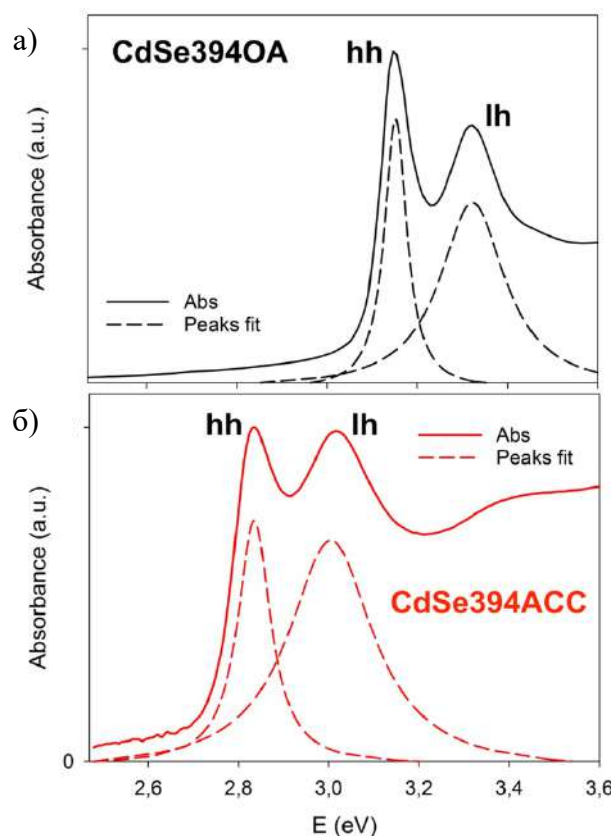 а)
CdSe394OA
hh
lh
Absorbance (a.u.)
Abs
Peaks fit
б)
hh
lh
Abs
Peaks fit
Absorbance (a.u.)
CdSe394ACC
0
2,6 2,8 3,0 3,2 3,4 3,6
E (eV)